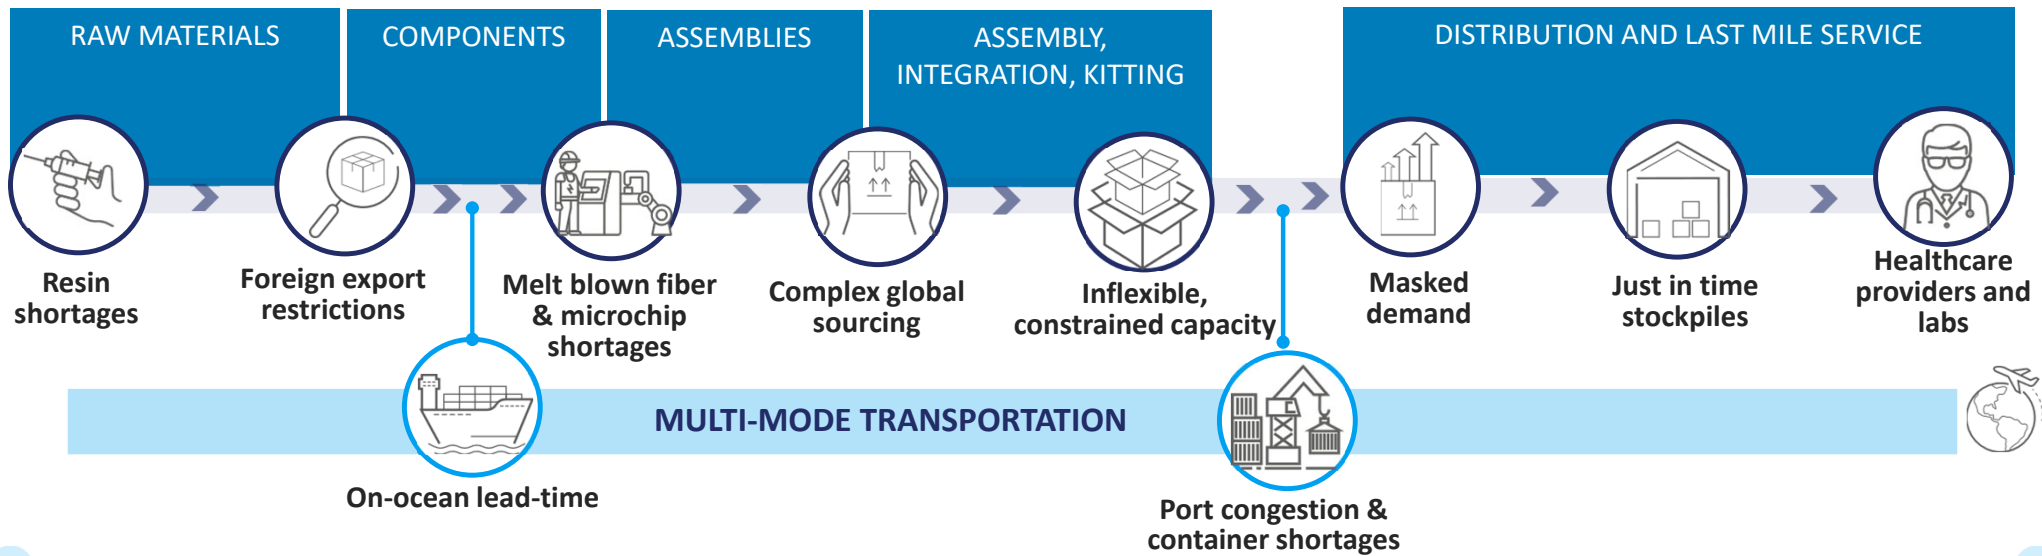 RAW MATERIALS
COMPONENTS
ASSEMBLIES
ASSEMBLY,
INTEGRATION, KITTING
DISTRIBUTION AND LAST MILE SERVICE
Resin
shortages
Foreign export
restrictions
Melt blown fiber
& microchip
shortages
Complex global
sourcing
Inflexible,
constrained capacity
Masked
demand
Just in time
stockpiles
Healthcare
providers and
labs
MULTI-MODE TRANSPORTATION
On-ocean lead-time
Port congestion &
container shortages